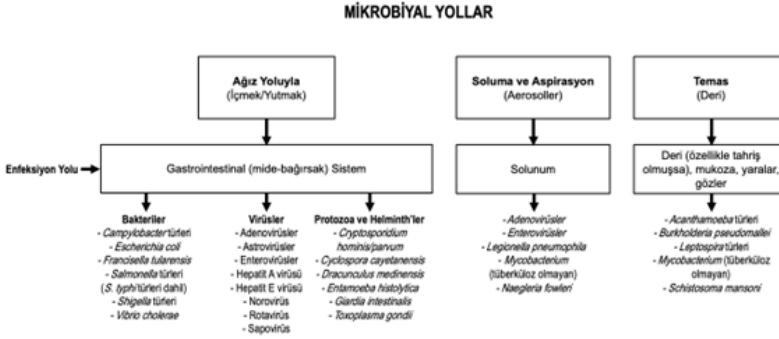 MİKROBİYAL YOLLAR
Ağız Yoluyla
(İçmek/Yutmak)
Soluma ve Aspirasyon
(Aerosoller)
Temas
(Deri)
Enfeksiyon Yolu
Gastrointestinal (mide-bağırsak) Sistem
Solunum
Deri (özellikle tahriş
olmuşsa), mukoza, yaralar,
gözler
Bakteriler
- Campylobacter türleri
- Escherichia coli
- Francisella tularensis
- Salmonella türleri
(S. typhi türleri dahil)
- Shigella türleri
- Vibrio cholerae
Virüsler
- Adenovirüsler
- Astrovirüsler
- Enterovirüsler
- Hepatit A virüsü
- Hepatit E virüsü
- Norovirüs
- Rotavirüs
- Sapovirüs
Protozoa ve Helminth'ler
- Cryptosporidium
hominis/parvum
- Cyclospora cayetanensis
- Dracunculus medinensis
- Entamoeba histolytica
- Giardia intestinalis
- Toxoplasma gondii
- Adenovirüsler
- Enterovirüsler
- Legionella pneumophila
- Mycobacterium
(tüberküloz olmayan)
- Naegleria fowleri
- Acanthamoeba türleri
- Burkholderia pseudomallei
- Leptospira türleri
- Mycobacterium (tüberküloz
olmayan)
- Schistosoma mansoni